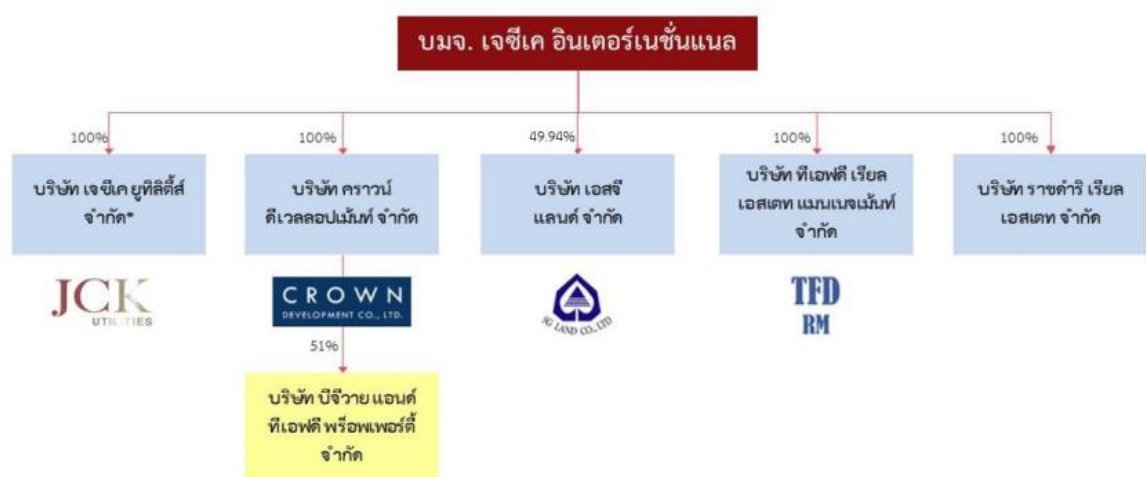 บมจ. เจซีเค อินเตอร์เนชั่นแนล
100%
100%
49.94%
100%
100%
บริษัท เจซีเค ยูทิลิตี้ส์
จำกัด*
บริษัท คราวน์
ดีเวลลอปเม้นท์ จำกัด
บริษัท เอสจี
แลนด์ จำกัด
บริษัท ทีเอฟดี เรียล
เอสเตท แมนเนจเม้นท์
จำกัด
บริษัท ราชดำริ เรียล
เอสเตท จำกัด
JCK
UTILITIES
CROWN
DEVELOPMENT CO., LTD.
SG LAND CO.,LTD
TFD
RM
51%
บริษัท บีจีวาย แอนด์
ทีเอฟดี พร็อพเพอร์ตี้
จำกัด